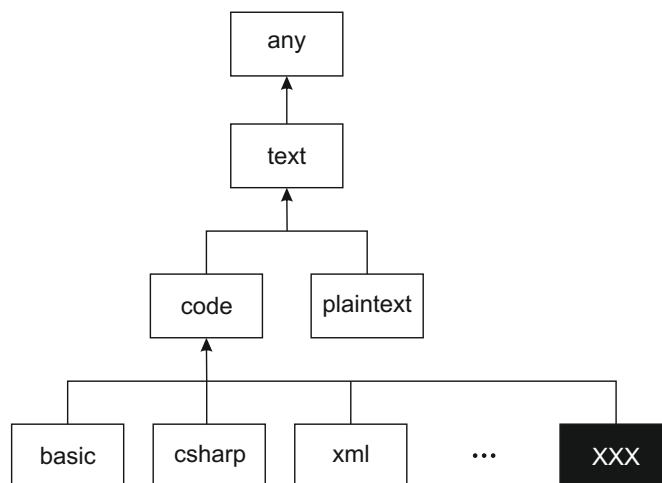 any
text
code
plaintext
basic
csharp
xml
...
XXX